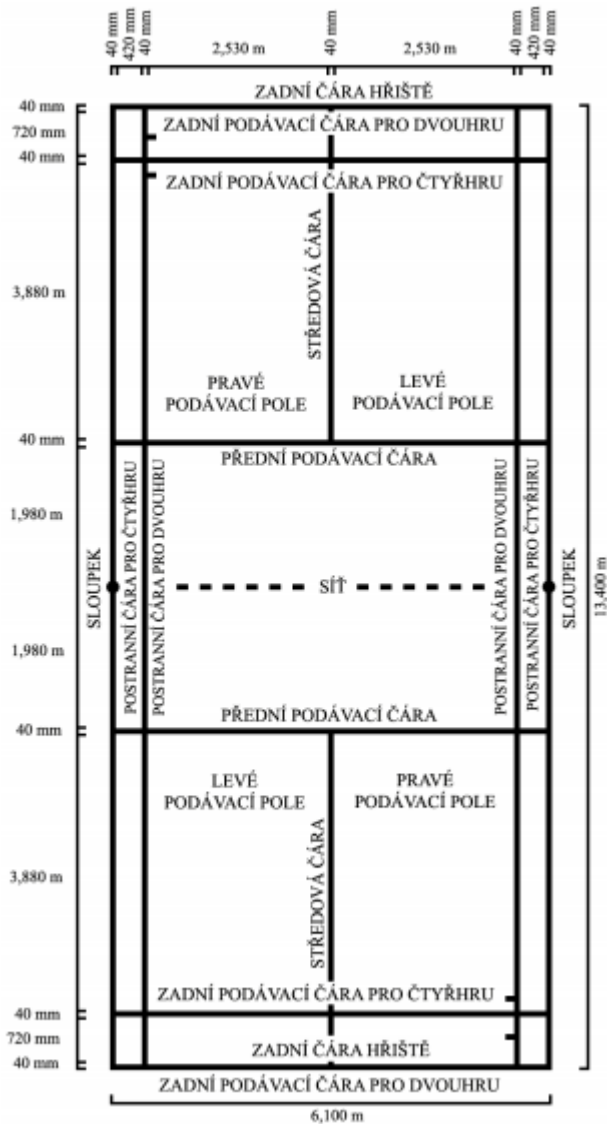 40 mm
420 mm
40 mm
2,530 m
40 mm
2,530 m
40 mm
420 mm
40 mm
ZADNÍ ČÁRA HŘIŠTĚ
40 mm
ZADNÍ PODÁVACÍ ČÁRA PRO DVOUHRU
720 mm
40 mm
ZADNÍ PODÁVACÍ ČÁRA PRO ČTYŘHRU
STŘEDOVÁ ČÁRA
3,880 m
PRAVÉ
PODÁVACÍ POLE
LEVÉ
PODÁVACÍ POLE
40 mm
PŘEDNÍ PODÁVACÍ ČÁRA
1,980 m
SLOUPEK
POSTRANNÍ ČÁRA PRO ČTYŘHRU
POSTRANNÍ ČÁRA PRO DVOUHRU
SÍŤ
POSTRANNÍ ČÁRA PRO DVOUHRU
POSTRANNÍ ČÁRA PRO ČTYŘHRU
SLOUPEK
13,400 m
1,980 m
PŘEDNÍ PODÁVACÍ ČÁRA
40 mm
LEVÉ
PODÁVACÍ POLE
PRAVÉ
PODÁVACÍ POLE
3,880 m
STŘEDOVÁ ČÁRA
ZADNÍ PODÁVACÍ ČÁRA PRO ČTYŘHRU
40 mm
720 mm
ZADNÍ ČÁRA HŘIŠTĚ
40 mm
ZADNÍ PODÁVACÍ ČÁRA PRO DVOUHRU
6,100 m